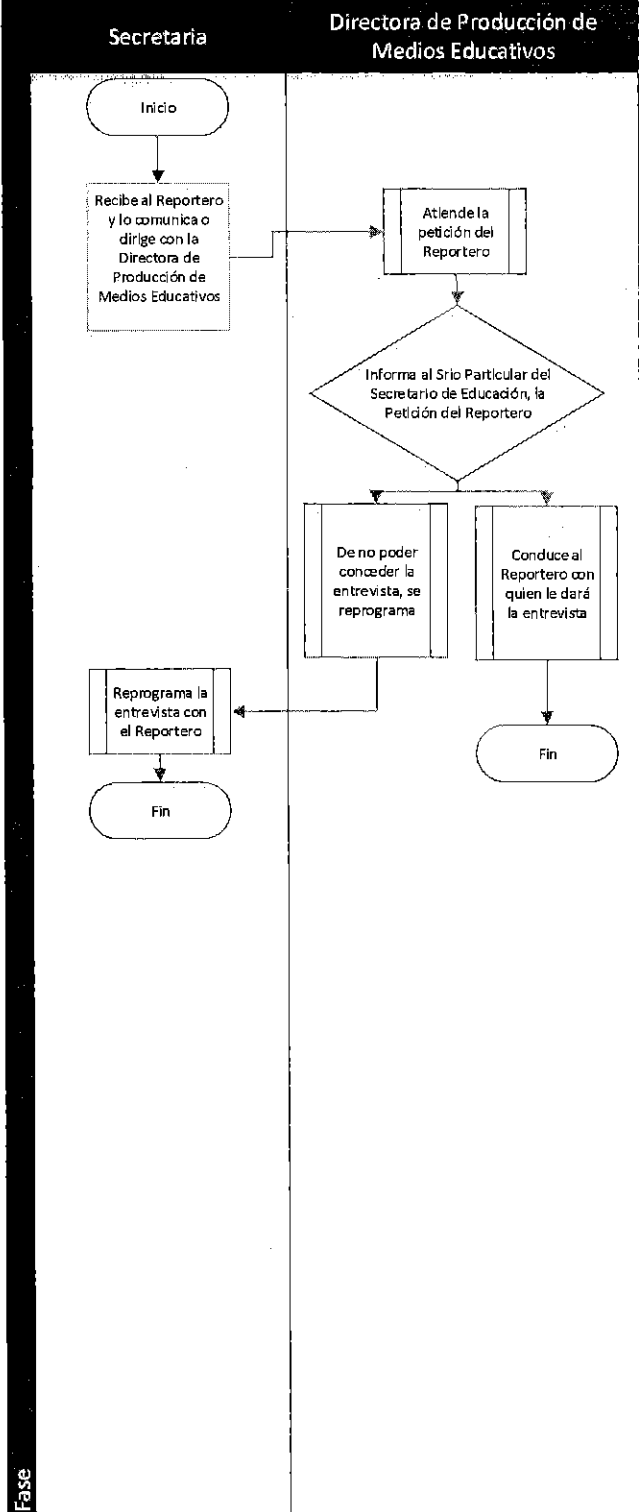 Secretaria
Directora de Producción de
Medios Educativos
Inicio
Recibe al Reportero
y lo comunica o
dirige con la
Directora de
Producción de
Medios Educativos
Atiende la
petición del
Reportero
Informa al Srio Particular del
Secretario de Educación, la
Petición del Reportero
De no poder
conceder la
entrevista, se
reprograma
Conduce al
Reportero con
quien le dará
la entrevista
Reprograma la
entrevista con
el Reportero
Fin
Fin
Fase